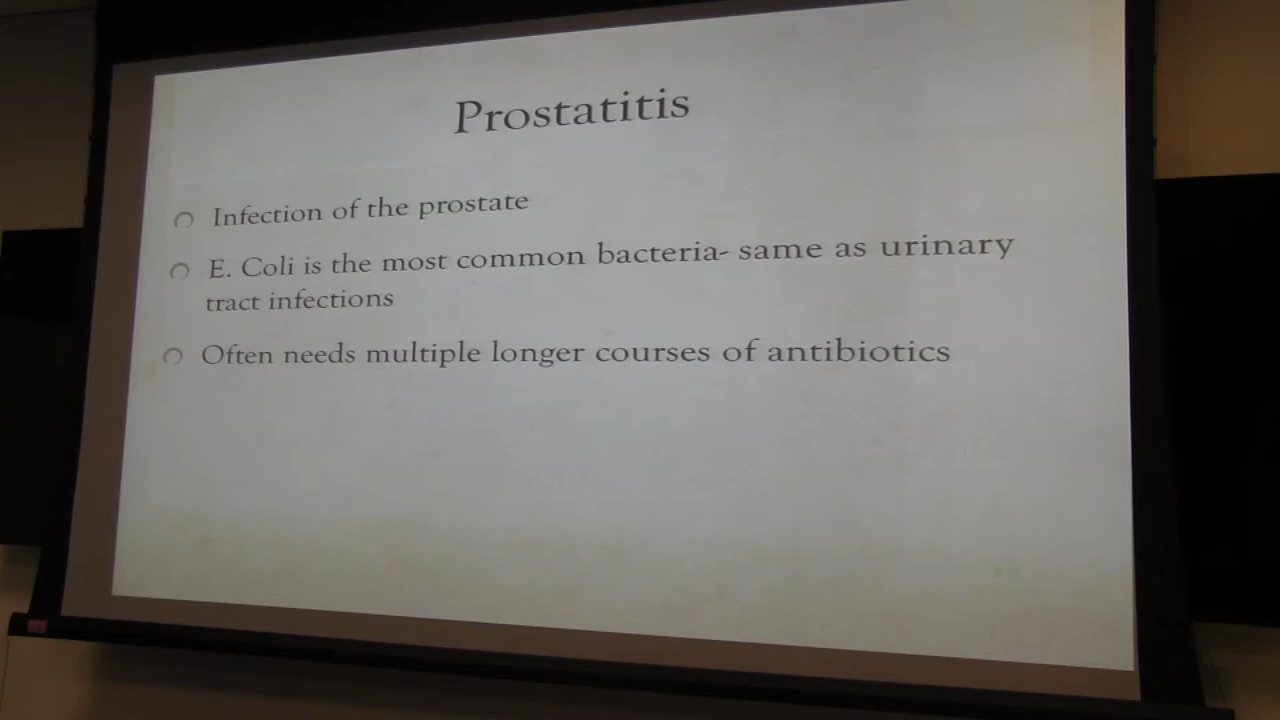 Prostatitis
Infection of the prostate
E. Coli is the most common bacteria- same as urinary
tract infections
Often needs multiple longer courses of antibiotics